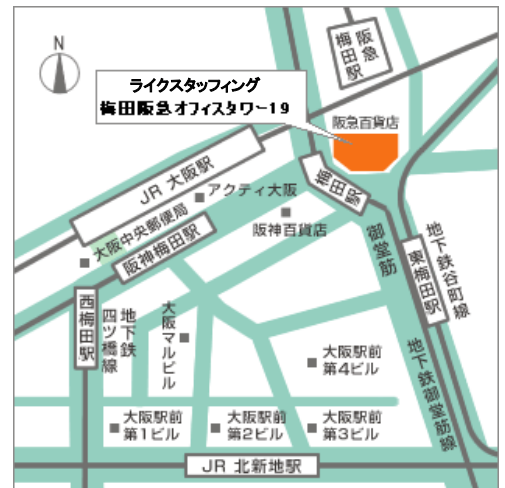 N
阪急
梅田駅
ライクスタッフィング
梅田阪急オフィスタワー19
阪急百貨店
JR 大阪駅
アクティ大阪
梅田駅
大阪中央郵便局
阪神梅田駅
阪神百貨店
御堂筋
東梅田駅
地下鉄谷町線
西梅田駅
地下鉄
四ツ橋線
大阪マルビル
地下鉄御堂筋線
大阪駅前
第4ビル
大阪駅前
第1ビル
大阪駅前
第2ビル
大阪駅前
第3ビル
JR 北新地駅